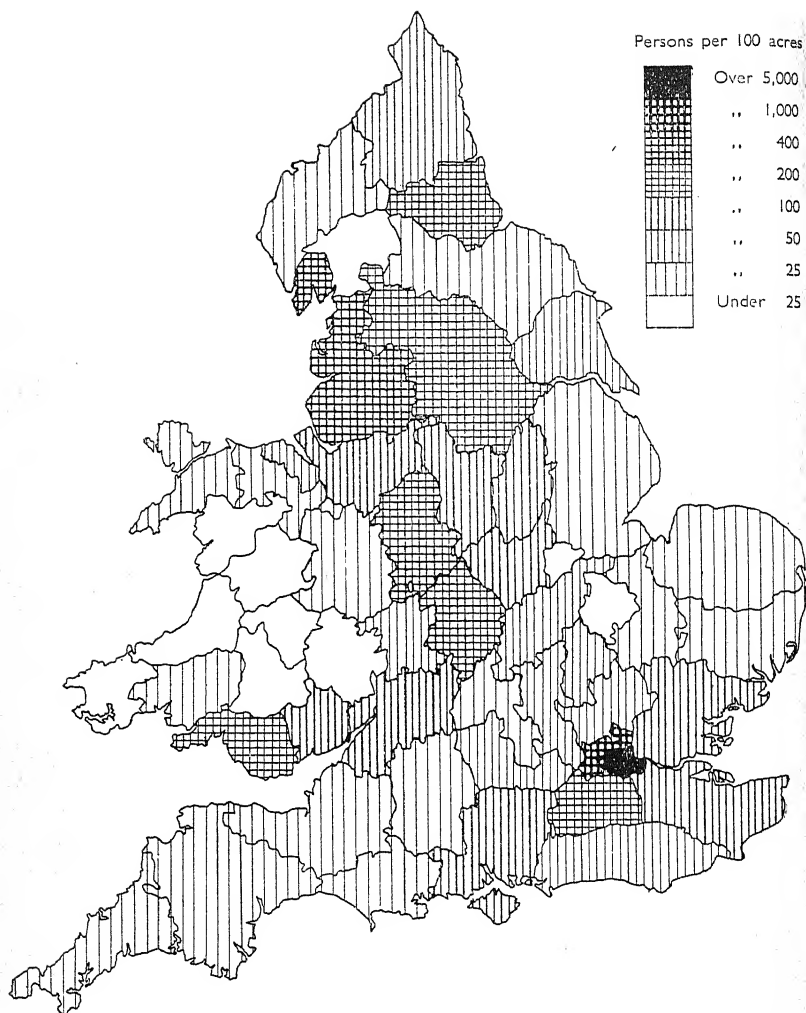 Persons per 100 acres
Over 5,000
,, 1,000
,, 400
,, 200
,, 100
,, 50
,, 25
Under 25